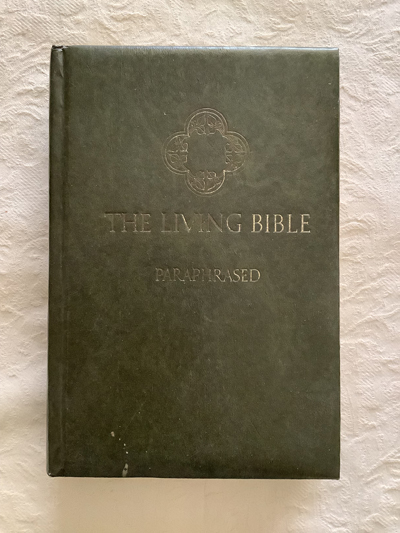 THE LIVING BIBLE
PARAPHRASED